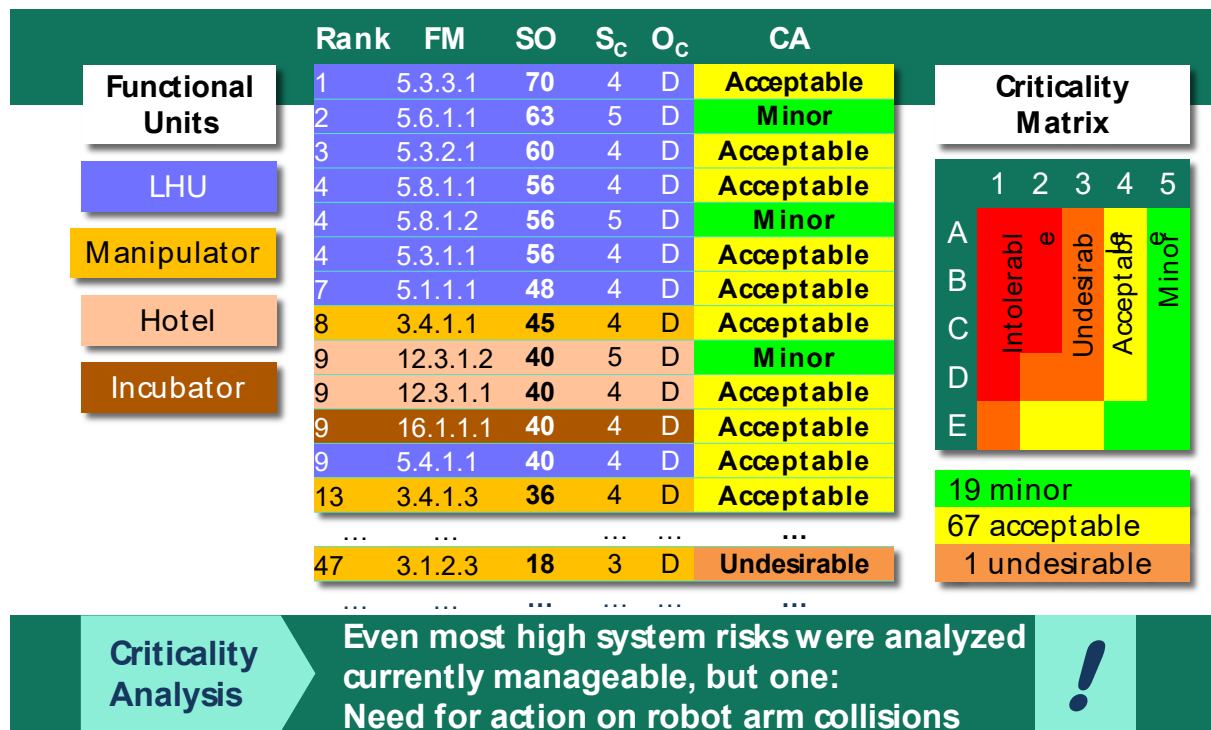 Rank FM SO SC OC CA
Functional
Units
LHU
Manipulator
Hotel
Incubator
1 5.3.3.1 70 4 D Acceptable
2 5.6.1.1 63 5 D Minor
3 5.3.2.1 60 4 D Acceptable
4 5.8.1.1 56 4 D Acceptable
4 5.8.1.2 56 5 D Minor
4 5.3.1.1 56 4 D Acceptable
7 5.1.1.1 48 4 D Acceptable
8 3.4.1.1 45 4 D Acceptable
9 12.3.1.2 40 5 D Minor
9 12.3.1.1 40 4 D Acceptable
9 16.1.1.1 40 4 D Acceptable
9 5.4.1.1 40 4 D Acceptable
13 3.4.1.3 36 4 D Acceptable
... ... ... ... ...
47 3.1.2.3 18 3 D Undesirable
... ... ... ... ... ...
Criticality
Matrix
1 2 3 4 5
A
B
C
D
E
Intolerabl
e
Undesirab
le
Acceptabl
e
Minor
19 minor
67 acceptable
1 undesirable
Criticality
Analysis
Even most high system risks were analyzed
currently manageable, but one:
Need for action on robot arm collisions
!